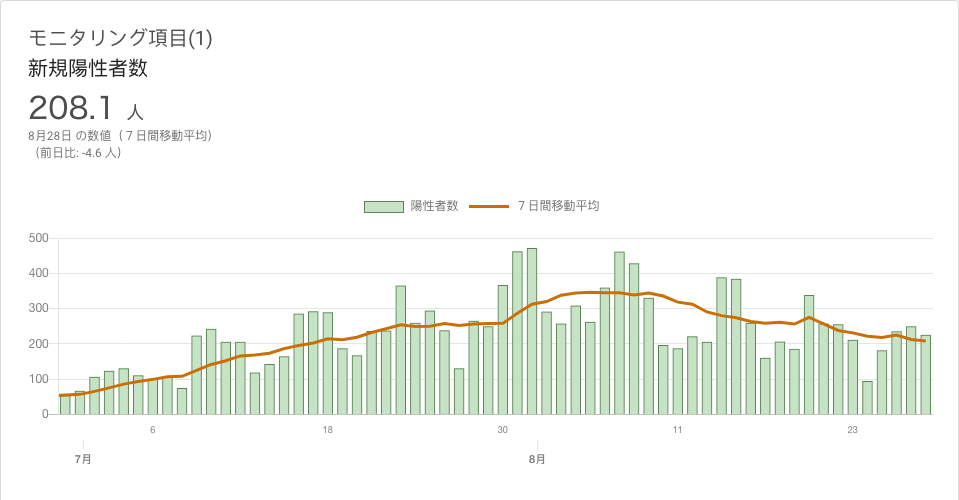 モニタリング項目(1)
新規陽性者数
208.1 人
8月28日 の数値（７日間移動平均）
（前日比: -4.6 人）
陽性者数 ７日間移動平均
500
400
300
200
100
0
6 18 30 11 23
7月 8月